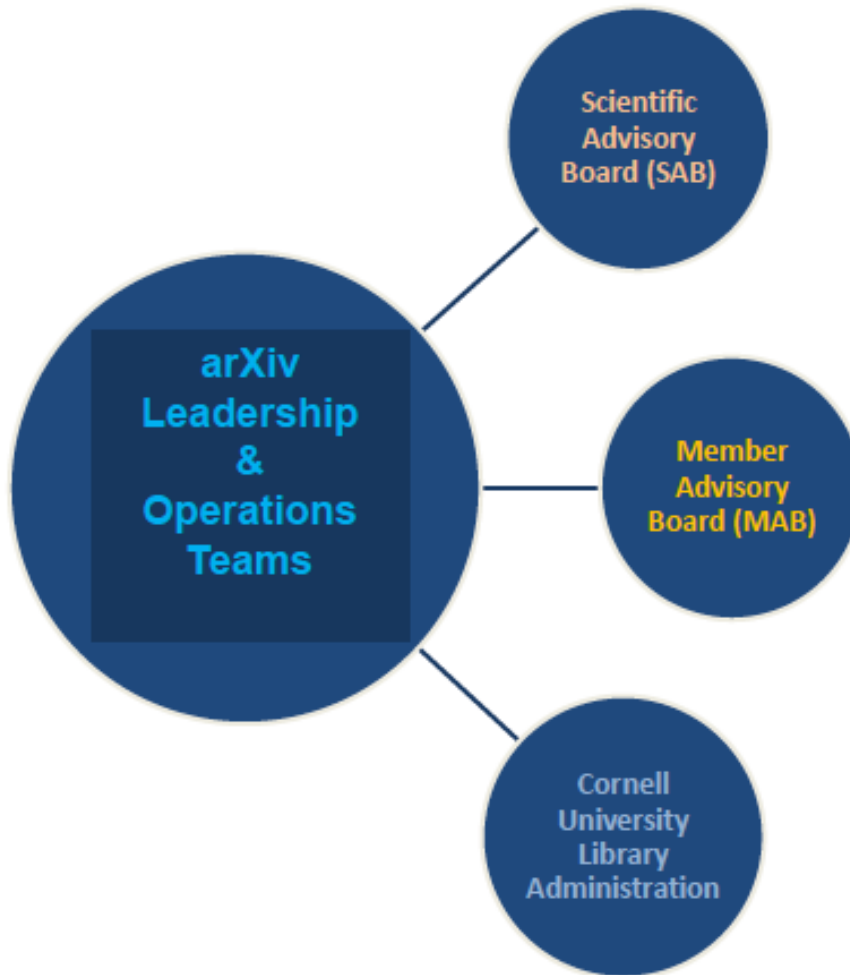 Scientific
Advisory
Board (SAB)
arXiv
Leadership
&
Operations
Teams
Member
Advisory
Board (MAB)
Cornell
University
Library
Administration